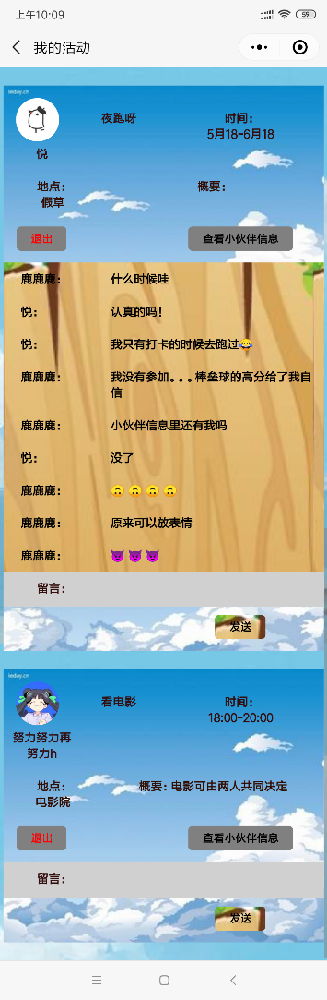 上午10:09
59
我的活动
leday.cn
夜跑呀
时间：
5月18-6月18
悦
地点：
假草
概要：
退出
查看小伙伴信息
鹿鹿鹿： 什么时候哇
悦： 认真的吗！
悦： 我只有打卡的时候去跑过😂
鹿鹿鹿： 我没有参加。。。棒垒球的高分给了我自
信
鹿鹿鹿： 小伙伴信息里还有我吗
悦： 没了
鹿鹿鹿： 🙃 🙃 🙃 🙃
鹿鹿鹿： 原来可以放表情
鹿鹿鹿： 😈 👿 😈
留言：
发送
leday.cn
看电影
时间：
18:00-20:00
努力努力再
努力h
地点：
电影院
概要：电影可由两人共同决定
退出
查看小伙伴信息
留言：
发送